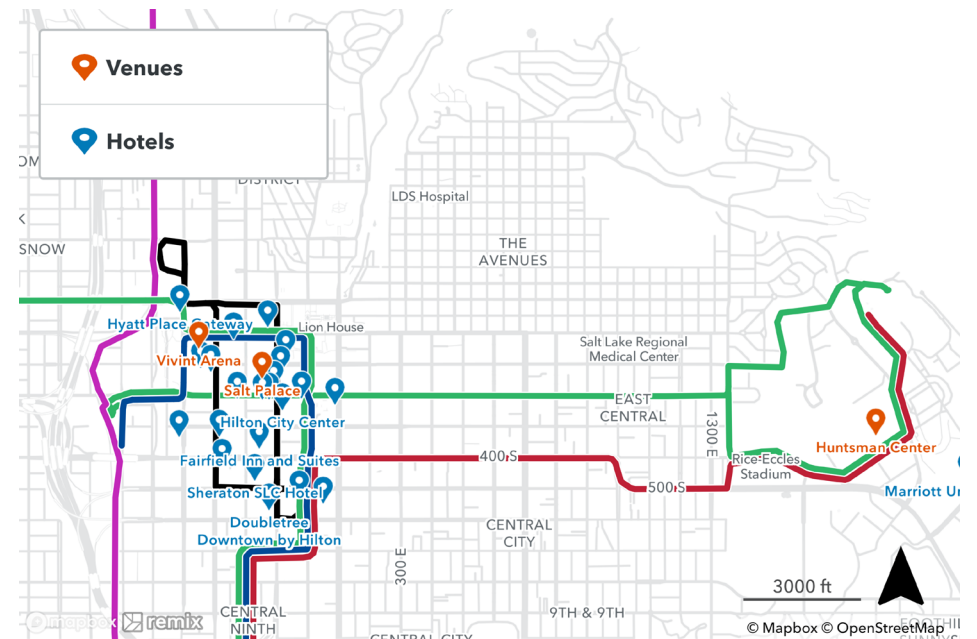 Venues
Hotels
DISTRICT
LDS Hospital
SNOW
THE
AVENUES
Hyatt Place Gateway
Lion House
Vivint Arena
Salt Lake Regional
Medical Center
Salt Palace
EAST
CENTRAL
Hilton City Center
1300 E
Huntsman Center
400 S
Fairfield Inn and Suites
Rice-Eccles
Stadium
500 S
Sheraton SLC Hotel
Marriott Un
Doubletree
Downtown by Hilton
CENTRAL
CITY
300 E
3000 ft
CENTRAL
NINTH
9TH & 9TH
mapbox remix
CENTRAL CITY
© Mapbox © OpenStreetMap